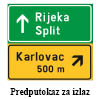 Rijeka
Split
Karlovac
500 m
Predputokaz za izlaz